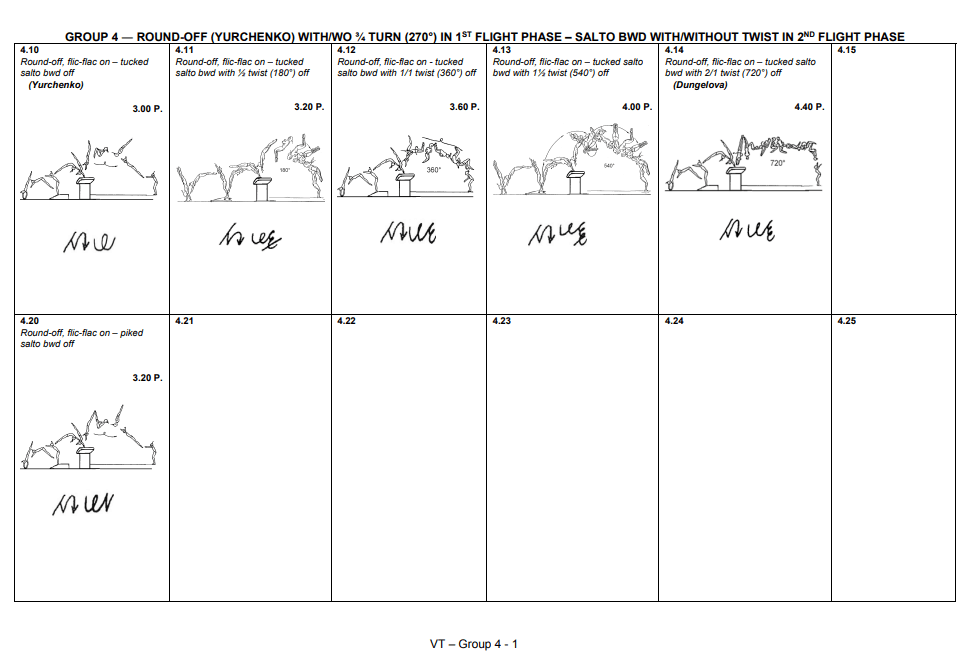 GROUP 4 — ROUND-OFF (YURCHENKO) WITH/WO ¾ TURN (270°) IN 1ST FLIGHT PHASE – SALTO BWD WITH/WITHOUT TWIST IN 2ND FLIGHT PHASE
4.10
Round-off, flic-flac on – tucked
salto bwd off
(Yurchenko)
3.00 P.
4.11
Round-off, flic-flac on – tucked
salto bwd with ½ twist (180°) off
3.20 P.
180°
4.12
Round-off, flic-flac on - tucked
salto bwd with 1/1 twist (360°) off
3.60 P.
360°
4.13
Round-off, flic-flac on – tucked salto
bwd with 1½ twist (540°) off
4.00 P.
540°
4.14
Round-off, flic-flac on – tucked salto
bwd with 2/1 twist (720°) off
(Dungelova)
4.40 P.
720°
4.15
4.20
Round-off, flic-flac on – piked
salto bwd off
3.20 P.
4.21
4.22
4.23
4.24
4.25
VT – Group 4 - 1